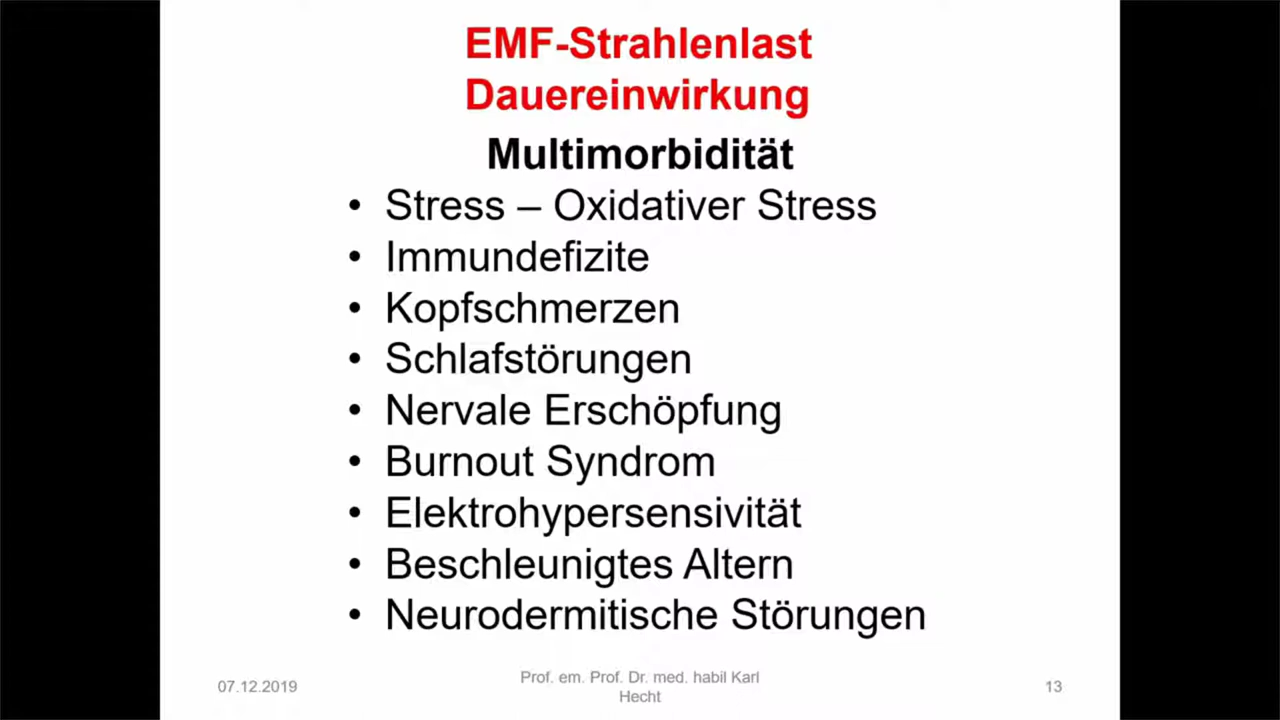 EMF-Strahlenlast
Dauereinwirkung
Multimorbidität
• Stress – Oxidativer Stress
• Immundefizite
• Kopfschmerzen
• Schlafstörungen
• Nervale Erschöpfung
• Burnout Syndrom
• Elektrohypersensivität
• Beschleunigtes Altern
• Neurodermitische Störungen
07.12.2019
Prof. em. Prof. Dr. med. habil Karl
Hecht
13